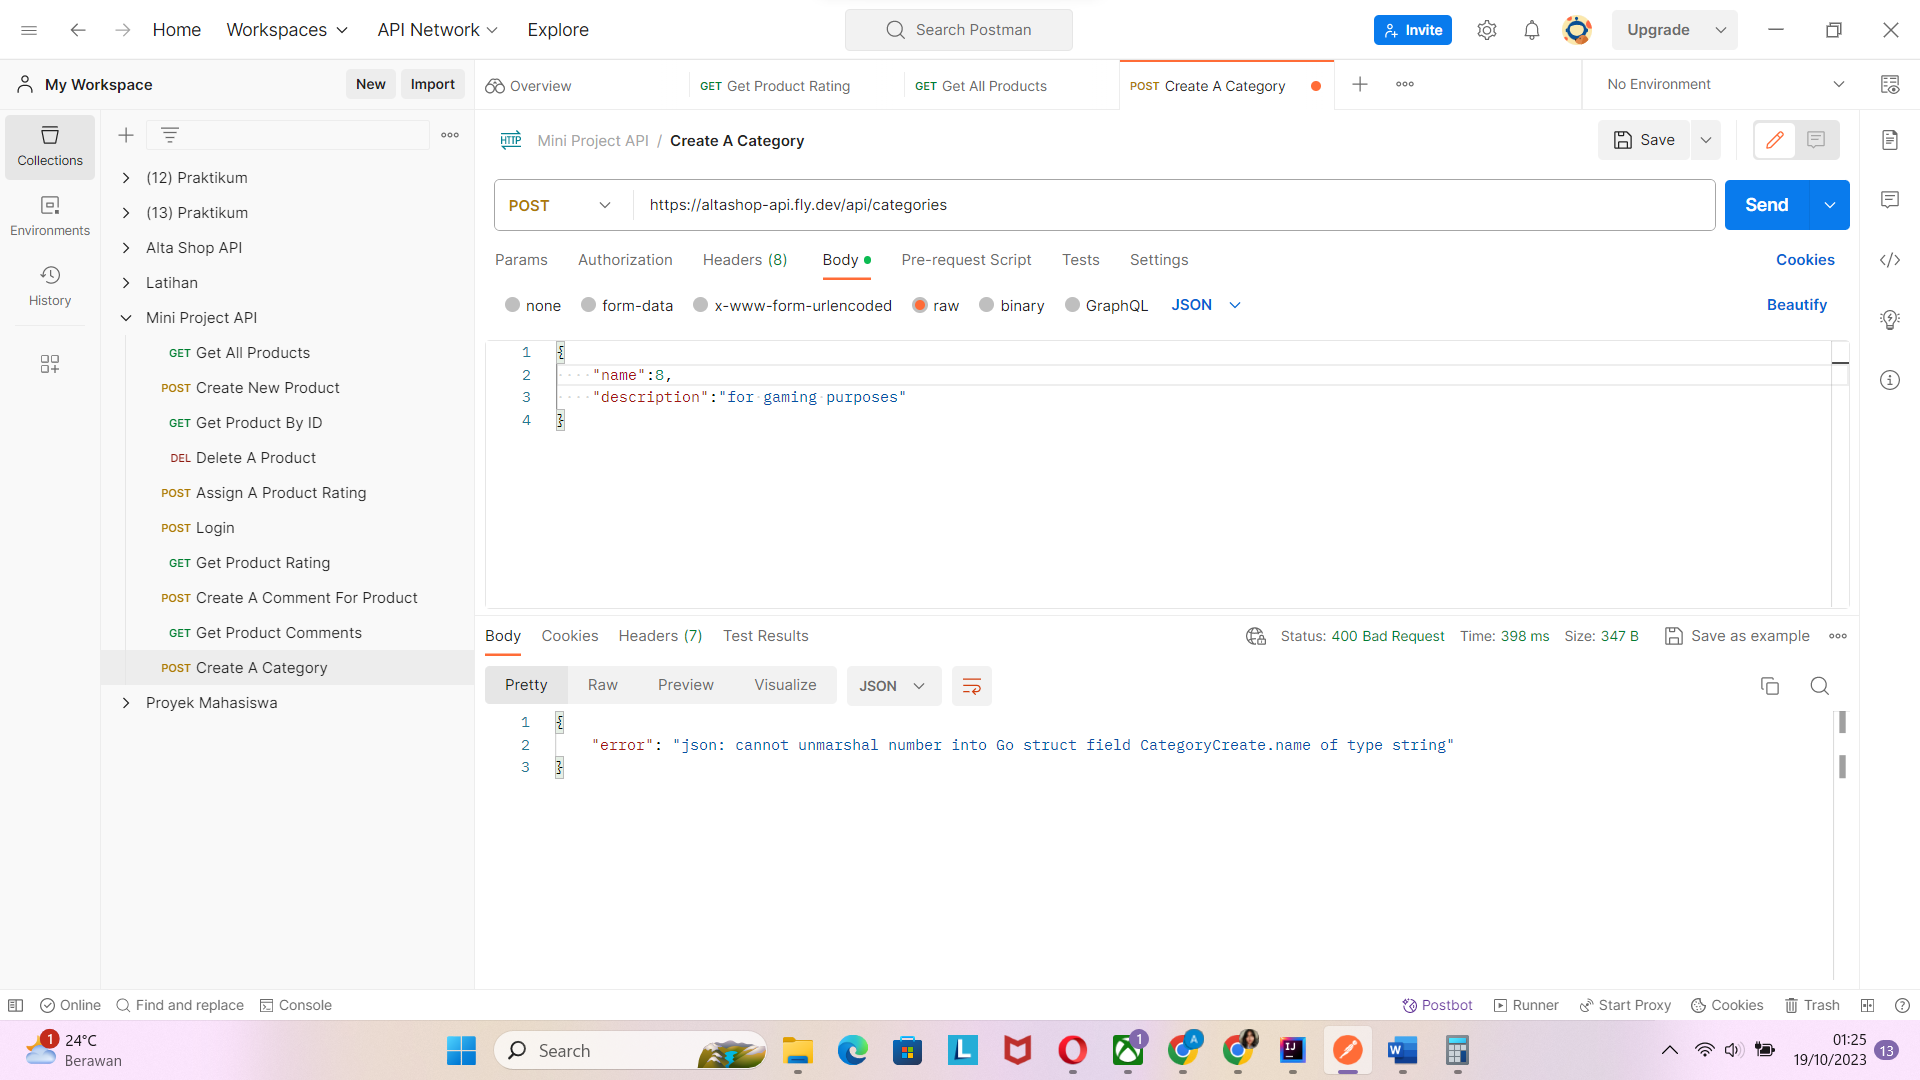 Home Workspaces API Network Explore Search Postman Invite Upgrade
My Workspace New Import Overview GET Get Product Rating GET Get All Products POST Create A Category No Environment
Collections
Environments
History
(12) Praktikum
(13) Praktikum
Alta Shop API
Latihan
Mini Project API
GET Get All Products
POST Create New Product
GET Get Product By ID
DEL Delete A Product
POST Assign A Product Rating
POST Login
GET Get Product Rating
POST Create A Comment For Product
GET Get Product Comments
POST Create A Category
Proyek Mahasiswa
HTTP Mini Project API / Create A Category Save
POST https://altashop-api.fly.dev/api/categories Send
Params Authorization Headers (8) Body Pre-request Script Tests Settings Cookies
none form-data x-www-form-urlencoded raw binary GraphQL JSON Beautify
1 {
2 "name":8,
3 "description":"for gaming purposes"
4 }
Body Cookies Headers (7) Test Results Status: 400 Bad Request Time: 398 ms Size: 347 B Save as example
Pretty Raw Preview Visualize JSON
1 {
2 "error": "json: cannot unmarshal number into Go struct field CategoryCreate.name of type string"
3 }
Online Find and replace Console Postbot Runner Start Proxy Cookies Trash
1 24°C
Berawan
Search
L
1
A
IJ
W
01:25
19/10/2023
13